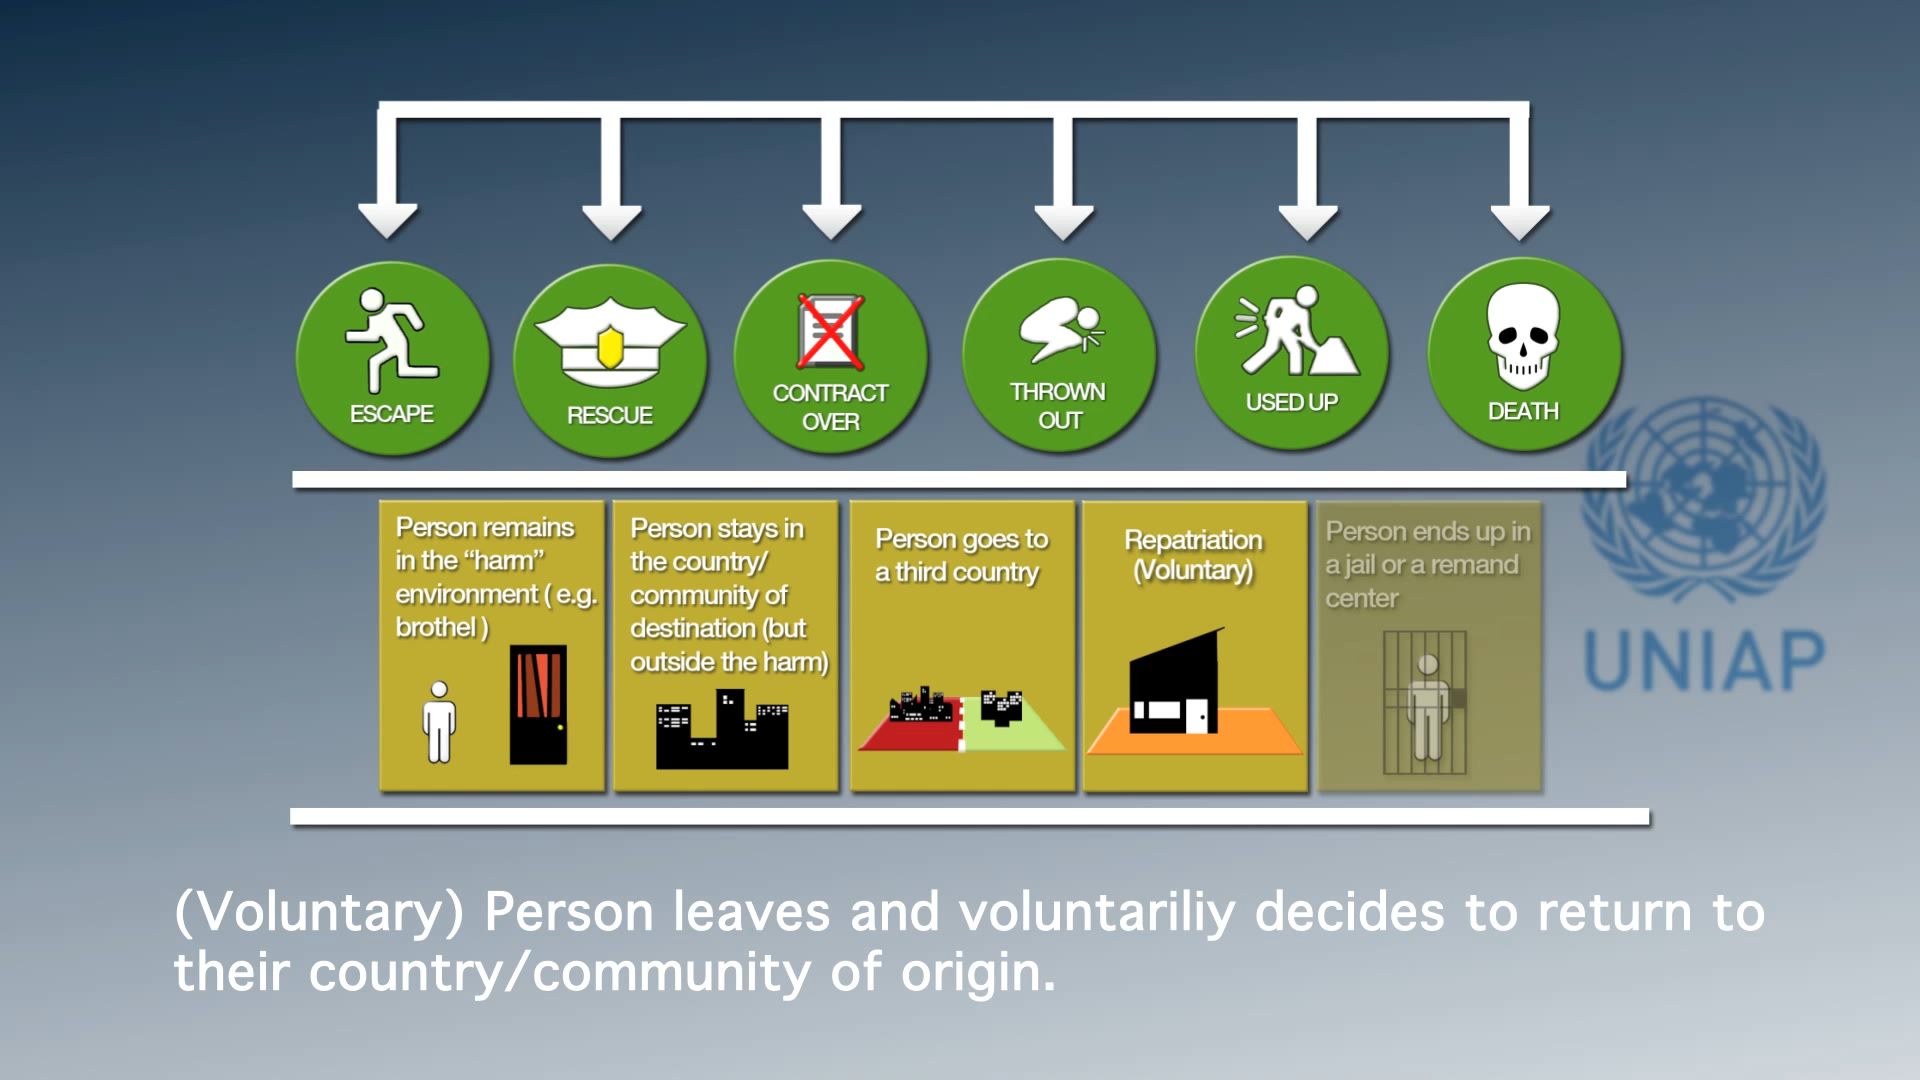 ESCAPE
RESCUE
CONTRACT
OVER
THROWN
OUT
USED UP
DEATH
Person remains
in the “harm”
environment ( e.g.
brothel )
Person stays in
the country/
community of
destination (but
outside the harm)
Person goes to
a third country
Repatriation
(Voluntary)
Person ends up in
a jail or a remand
center
UNIAP
(Voluntary) Person leaves and voluntariliy decides to return to
their country/community of origin.